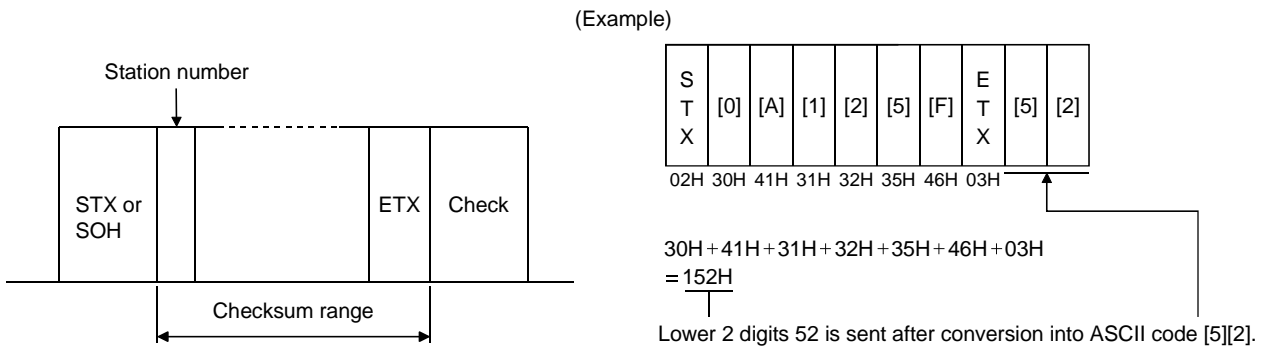 (Example)
Station number
STX or
SOH
ETX
Check
Checksum range
STX [0] [A] [1] [2] [5] [F] ETX [5] [2]
02H 30H 41H 31H 32H 35H 46H 03H
30H+41H+31H+32H+35H+46H+03H
=152H
Lower 2 digits 52 is sent after conversion into ASCII code [5][2].